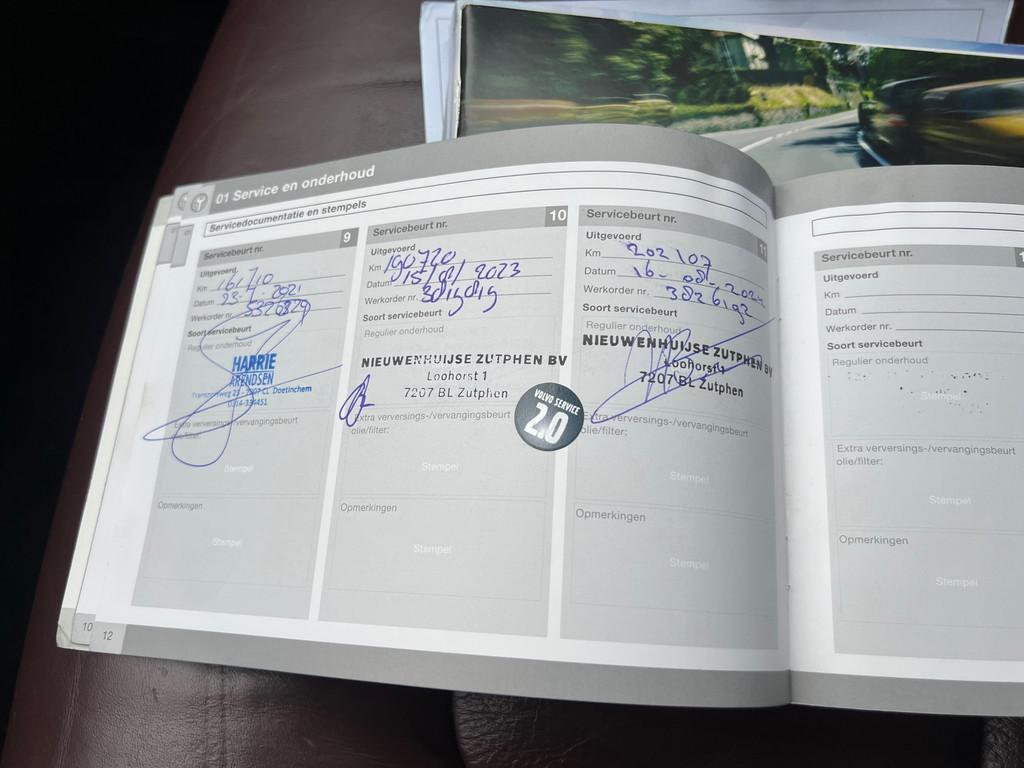 01 Service en onderhoud
Servicedocumentatie en stempels
Servicebeurt nr. 9
Uitgevoerd
Km 161710
Datum
Werkorder nr.
Soort servicebeurt
Regulier onderhoud
HARRIE
ARENDSEN
Doetinchem
Extra verversings-/vervangingsbeurt
olie/filter:
Stempel
Opmerkingen
Stempel
Servicebeurt nr. 10
Uitgevoerd
Km 190720
Datum 2023
Werkorder nr.
Soort servicebeurt
Regulier onderhoud
NIEUWENHUIJSE ZUTPHEN BV
Loohorst 1
7207 BL Zutphen
VOLVO SERVICE
2.0
Extra verversings-/vervangingsbeurt
olie/filter:
Stempel
Opmerkingen
Stempel
Servicebeurt nr. 11
Uitgevoerd
Km 202107
Datum 16-08-2024
Werkorder nr.
Soort servicebeurt
Regulier onderhoud
NIEUWENHUIJSE ZUTPHEN BV
Loohorst 1
7207 BL Zutphen
Extra verversings-/vervangingsbeurt
olie/filter:
Stempel
Opmerkingen
Stempel
Servicebeurt nr.
Uitgevoerd
Km
Datum
Werkorder nr.
Soort servicebeurt
Regulier onderhoud
Stempel
Extra verversings-/vervangingsbeurt
olie/filter:
Stempel
Opmerkingen
Stempel
10
12